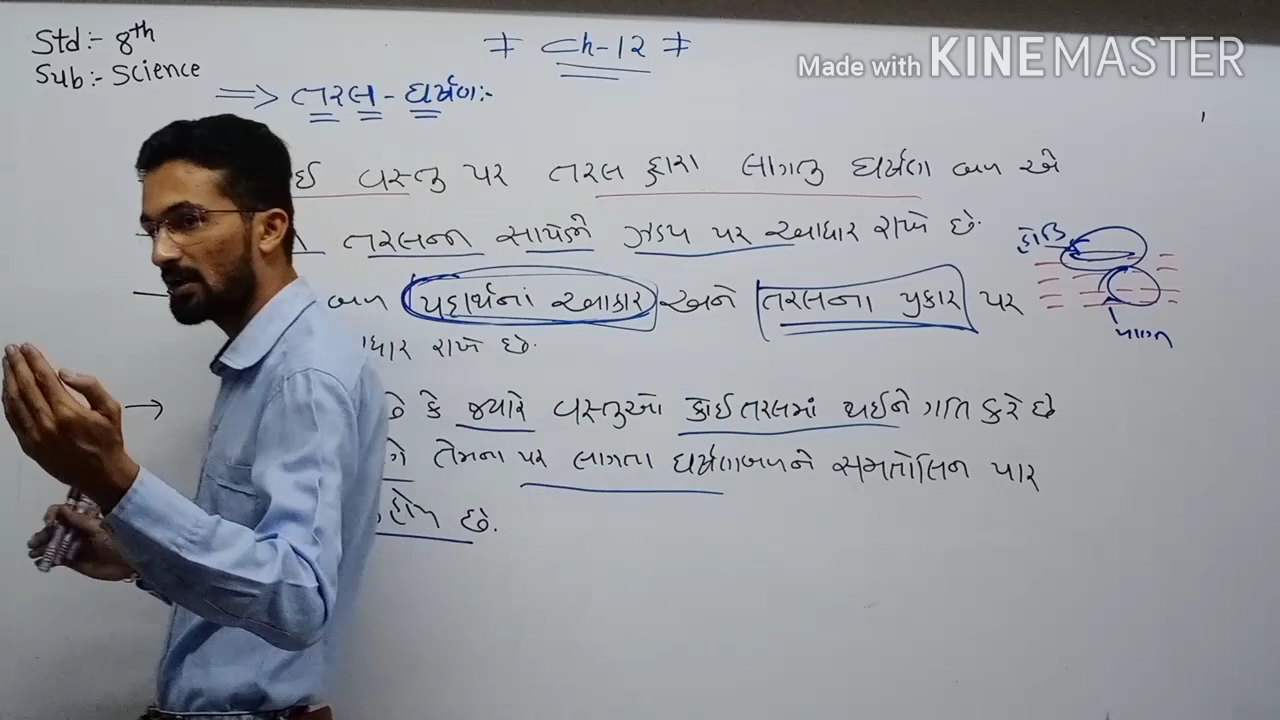 Std:- 8th
Sub:- Science
Ch-12
Made with KINEMASTER
⇒ તરલ - ઘર્ષણ:-
વસ્તુ પર તરલ દ્વારા લાગતુ ઘર્ષણ બળ એ
તરલના સાપેક્ષે ઝડપ પર આધાર રાખે છે.
હોડી
બળ પદાર્થનાં આકાર અને તરલના પ્રકાર પર
રાખે છે.
→ છે કે જ્યારે વસ્તુઓ કોઈ તરલમાં થઈને ગતિ કરે છે
તેમના પર લાગતા ઘર્ષણબળને સમતોલિન પાર
હોય છે.